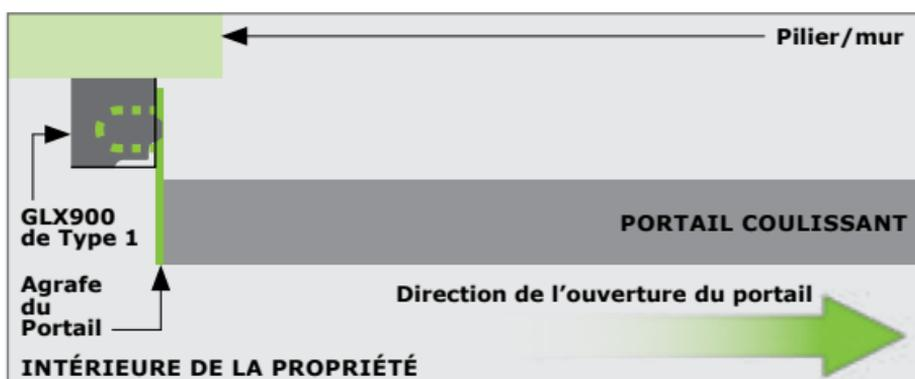 Pilier/mur
GLX900
de Type 1
PORTAIL COULISSANT
Agrafe
du
Portail
Direction de l’ouverture du portail
INTÉRIEURE DE LA PROPRIÉTÉ